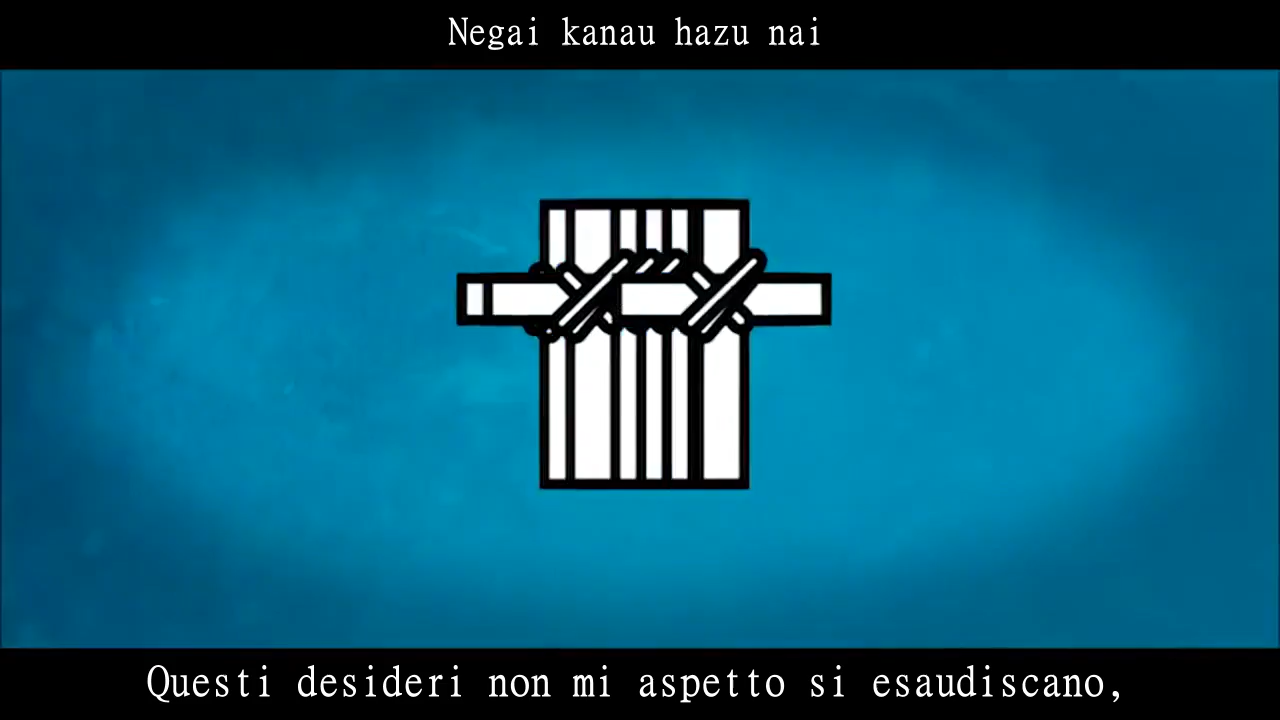 Negai kanau hazu nai
Questi desideri non mi aspetto si esaudiscano,